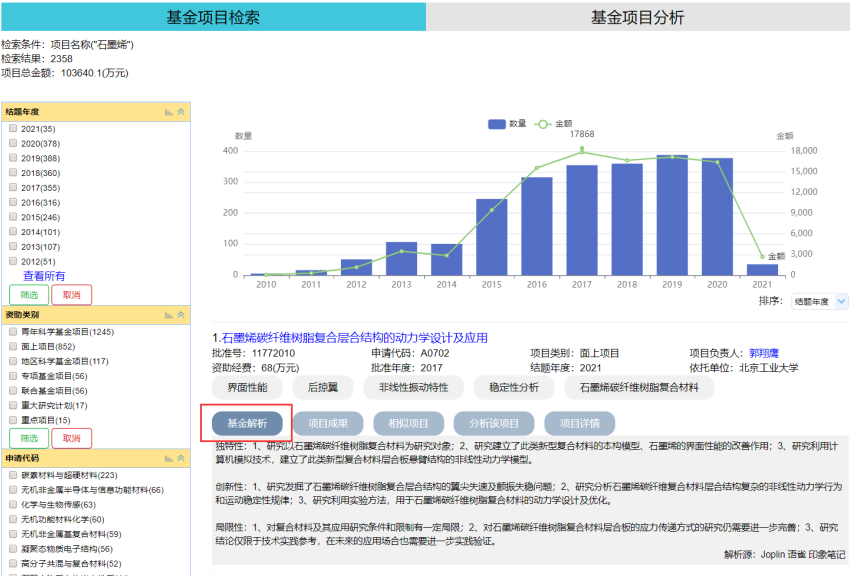 基金项目检索
基金项目分析
检索条件：项目名称("石墨烯")
检索结果：2358
项目总金额：103640.1(万元)
结题年度
2021(35)
2020(378)
2019(388)
2018(360)
2017(355)
2016(316)
2015(246)
2014(101)
2013(107)
2012(51)
查看所有
筛选 取消
资助类别
青年科学基金项目(1245)
面上项目(852)
地区科学基金项目(117)
专项基金项目(56)
联合基金项目(56)
重大研究计划(17)
重点项目(15)
筛选 取消
申请代码
碳素材料与超硬材料(223)
无机非金属半导体与信息功能材料(66)
化学与生物传感(63)
无机功能材料化学(60)
无机非金属基复合材料(59)
凝聚态物质电子结构(56)
高分子共混与复合材料(52)
数量 金额
数量 17868 金额
400 18,000
15,000
300 12,000
200 9,000
6,000
100 3,000
金额
0 0
2010 2011 2012 2013 2014 2015 2016 2017 2018 2019 2020 2021
排序： 结题年度
1.石墨烯碳纤维树脂复合层合结构的动力学设计及应用
批准号：11772010 申请代码：A0702 项目类别：面上项目 项目负责人：郭翔鹰
资助经费：68(万元) 批准年度：2017 结题年度：2021 依托单位：北京工业大学
界面性能 后掠翼 非线性振动特性 稳定性分析 石墨烯碳纤维树脂复合材料
基金解析 项目成果 相似项目 分析该项目 项目详情
独特性：1、研究以石墨烯碳纤维树脂复合材料为研究对象；2、研究建立了此类新型复合材料的本构模型、石墨烯的界面性能的改善作用；3、研究利用计
算机模拟技术，建立了此类新型复合材料层合板悬臂结构的非线性动力学模型。
创新性：1、研究发掘了石墨烯碳纤维树脂复合层合结构的翼尖失速及颤振失稳问题；2、研究分析石墨烯碳纤维复合材料层合结构复杂的非线性动力学行为
和运动稳定性规律；3、研究利用实验方法，用于石墨烯碳纤维树脂复合材料的动力学设计及优化。
局限性：1、对复合材料及其应用研究条件和限制有一定局限；2、对石墨烯碳纤维树脂复合材料层合板的应力传递方式的研究仍需要进一步完善；3、研究
结论仅限于技术实践参考，在未来的应用场合也需要进一步实践验证。
解析源：Joplin 语雀 印象笔记